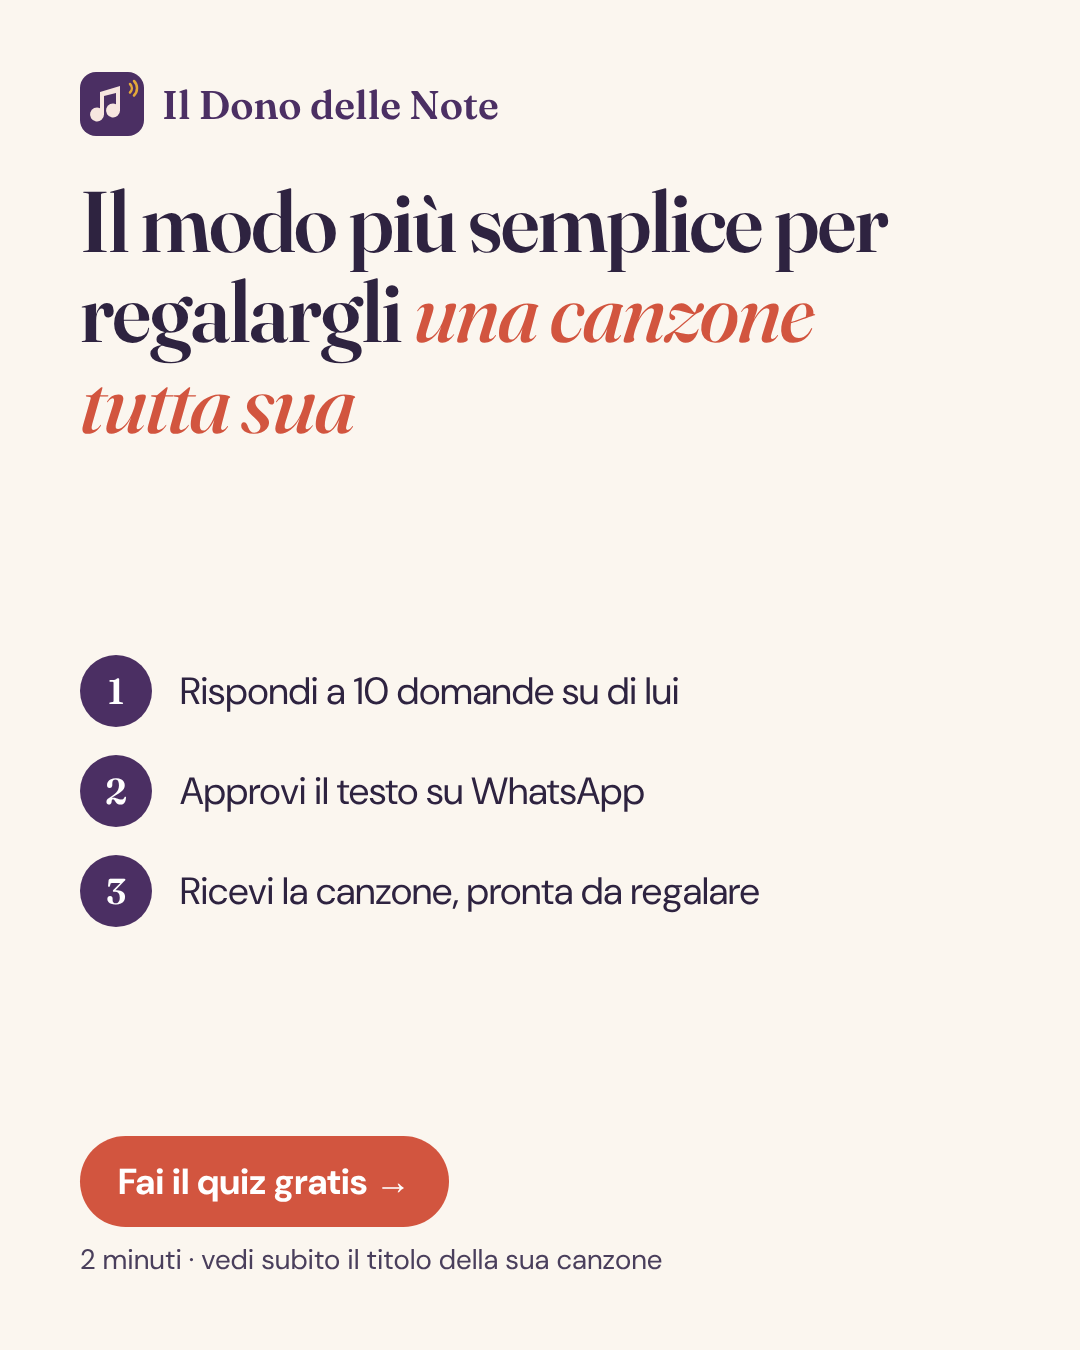 Il Dono delle Note
Il modo più semplice per
regalargli una canzone
tutta sua
1 Rispondi a 10 domande su di lui
2 Approvi il testo su WhatsApp
3 Ricevi la canzone, pronta da regalare
Fai il quiz gratis →
2 minuti · vedi subito il titolo della sua canzone